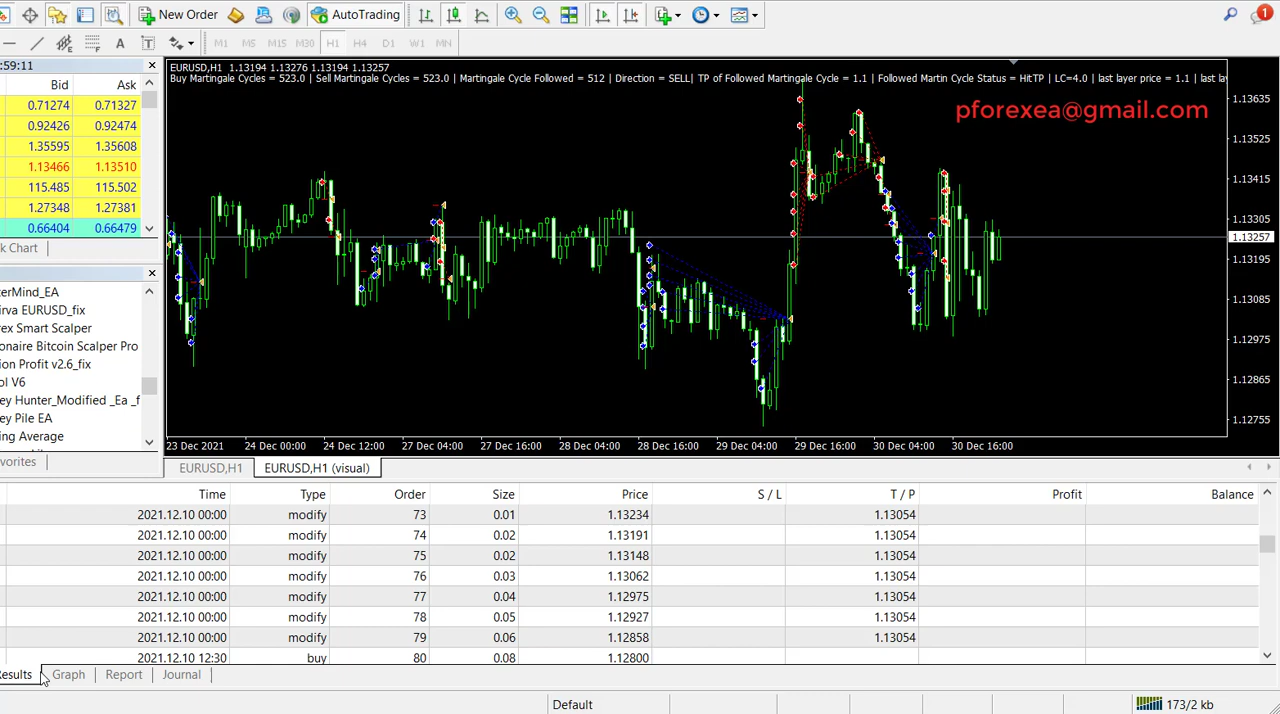 New Order
AutoTrading
M1 M5 M15 M30 H1 H4 D1 W1 MN
:59:11
Bid Ask
0.71274 0.71327
0.92426 0.92474
1.35595 1.35608
1.13466 1.13510
115.485 115.502
1.27348 1.27381
0.66404 0.66479
k Chart
terMind_EA
irva EURUSD_fix
rex Smart Scalper
onaire Bitcoin Scalper Pro
ion Profit v2.6_fix
ol V6
ey Hunter_Modified _Ea _f
ey Pile EA
ing Average
vorites
EURUSD,H1 1.13194 1.13276 1.13194 1.13257
Buy Martingale Cycles = 523.0 | Sell Martingale Cycles = 523.0 | Martingale Cycle Followed = 512 | Direction = SELL| TP of Followed Martingale Cycle = 1.1 | Followed Martin Cycle Status = HitTP | LC=4.0 | last layer price = 1.1 | last lay
pforexea@gmail.com
1.13635
1.13525
1.13415
1.13305
1.13257
1.13195
1.13085
1.12975
1.12865
1.12755
23 Dec 2021 24 Dec 00:00 24 Dec 12:00 27 Dec 04:00 27 Dec 16:00 28 Dec 04:00 28 Dec 16:00 29 Dec 04:00 29 Dec 16:00 30 Dec 04:00 30 Dec 16:00
EURUSD,H1 EURUSD,H1 (visual)
Time Type Order Size Price S / L T / P Profit Balance
2021.12.10 00:00 modify 73 0.01 1.13234 1.13054
2021.12.10 00:00 modify 74 0.02 1.13191 1.13054
2021.12.10 00:00 modify 75 0.02 1.13148 1.13054
2021.12.10 00:00 modify 76 0.03 1.13062 1.13054
2021.12.10 00:00 modify 77 0.04 1.12975 1.13054
2021.12.10 00:00 modify 78 0.05 1.12927 1.13054
2021.12.10 00:00 modify 79 0.06 1.12858 1.13054
2021.12.10 12:30 buy 80 0.08 1.12800
Results Graph Report Journal
Default 173/2 kb